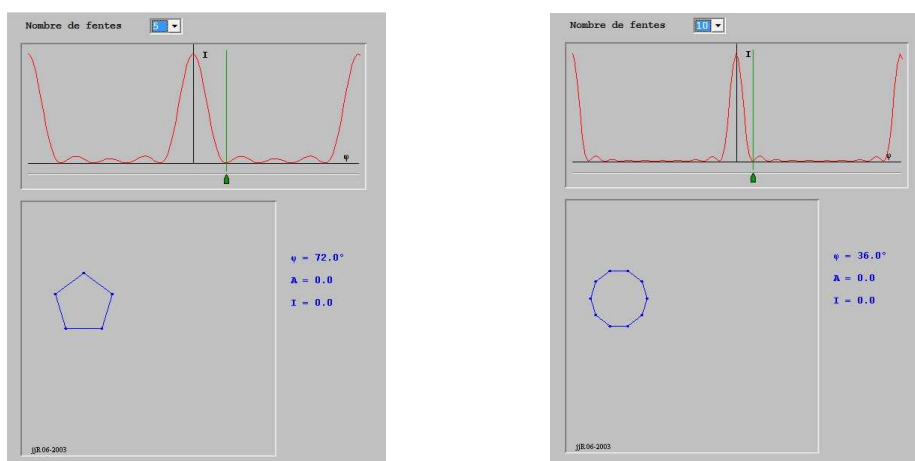 Nombre de fentes 5
I
φ
φ = 72.0°
A = 0.0
I = 0.0
jjR 06-2003
Nombre de fentes 10
I
φ
φ = 36.0°
A = 0.0
I = 0.0
jjR 06-2003